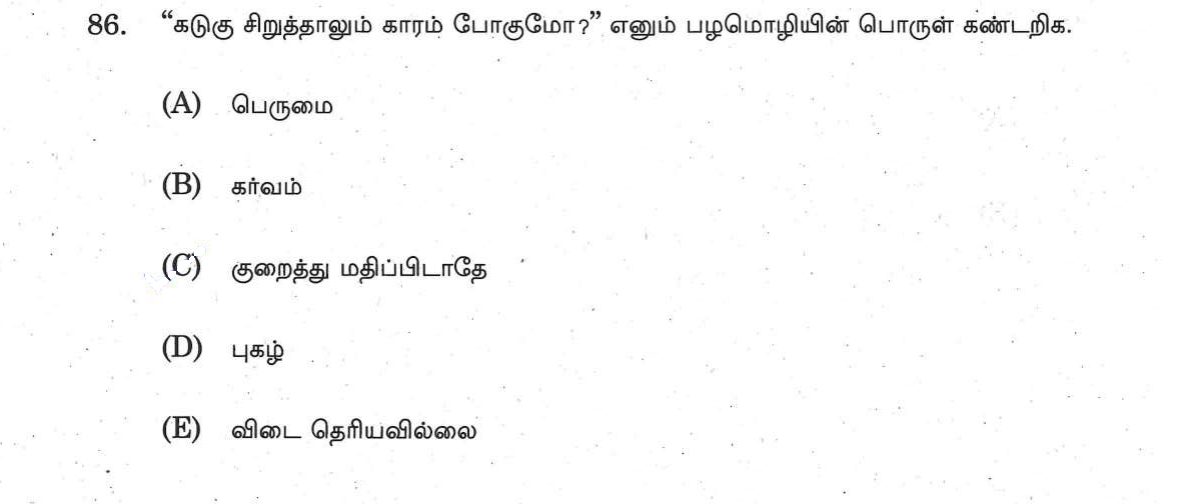 86. “கடுகு சிறுத்தாலும் காரம் போகுமோ?” எனும் பழமொழியின் பொருள் கண்டறிக.
(A) பெருமை
(B) கர்வம்
(C) குறைத்து மதிப்பிடாதே
(D) புகழ்
(E) விடை தெரியவில்லை